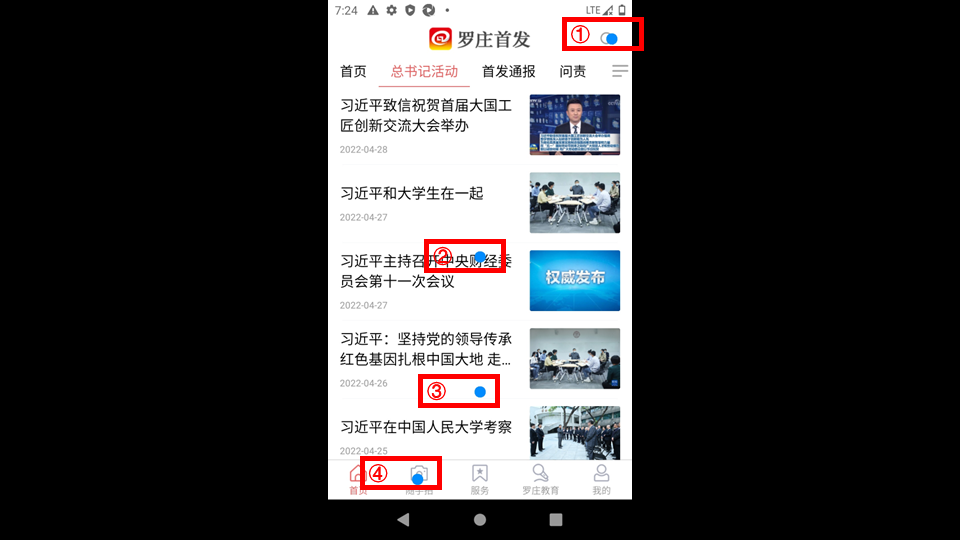 7:24
LTE
罗庄首发
①
首页 总书记活动 首发通报 问责
习近平致信祝贺首届大国工
匠创新交流大会举办
2022-04-28
习近平和大学生在一起
2022-04-27
②
习近平主持召开中央财经委
员会第十一次会议
2022-04-27
权威发布
习近平：坚持党的领导传承
红色基因扎根中国大地 走...
2022-04-26
③
习近平在中国人民大学考察
2022-04-25
④
首页 随手拍 服务 罗庄教育 我的